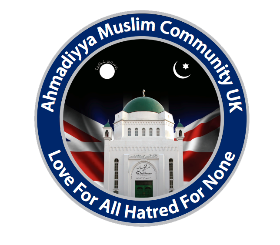 Ahmadiyya Muslim Community UK
Love For All Hatred For None